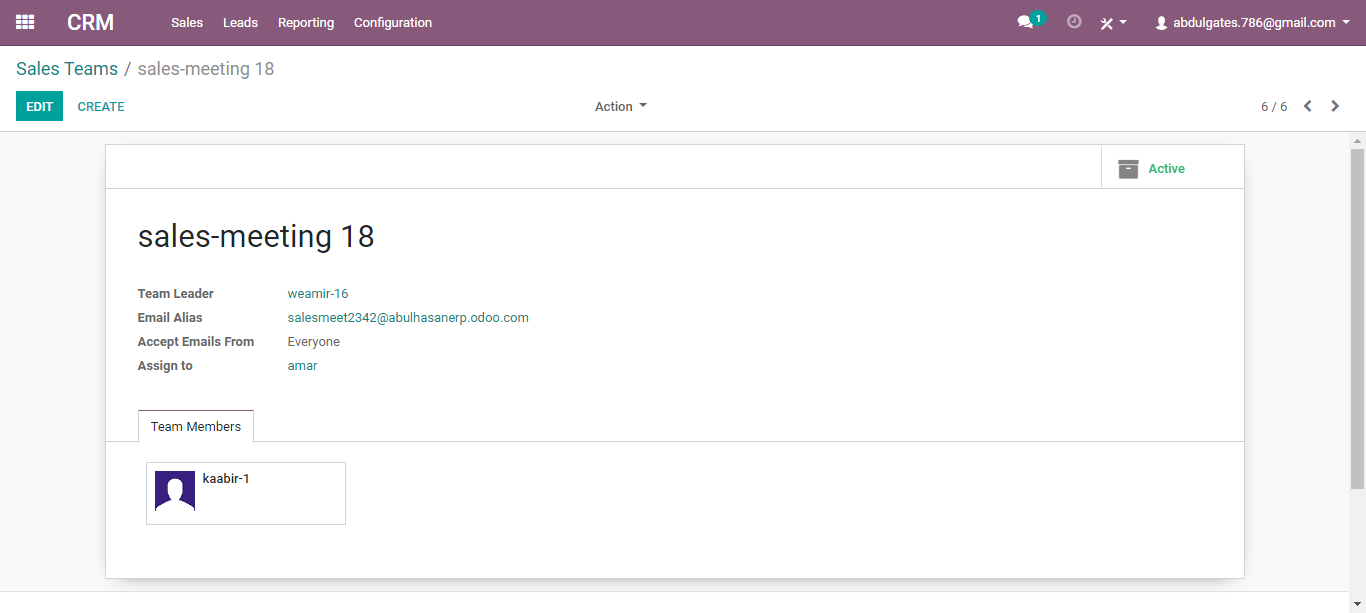 CRM Sales Leads Reporting Configuration 1 abdulgates.786@gmail.com
Sales Teams / sales-meeting 18
EDIT CREATE Action 6 / 6
Active
sales-meeting 18
Team Leader weamir-16
Email Alias salesmeet2342@abulhasanerp.odoo.com
Accept Emails From Everyone
Assign to amar
Team Members
kaabir-1